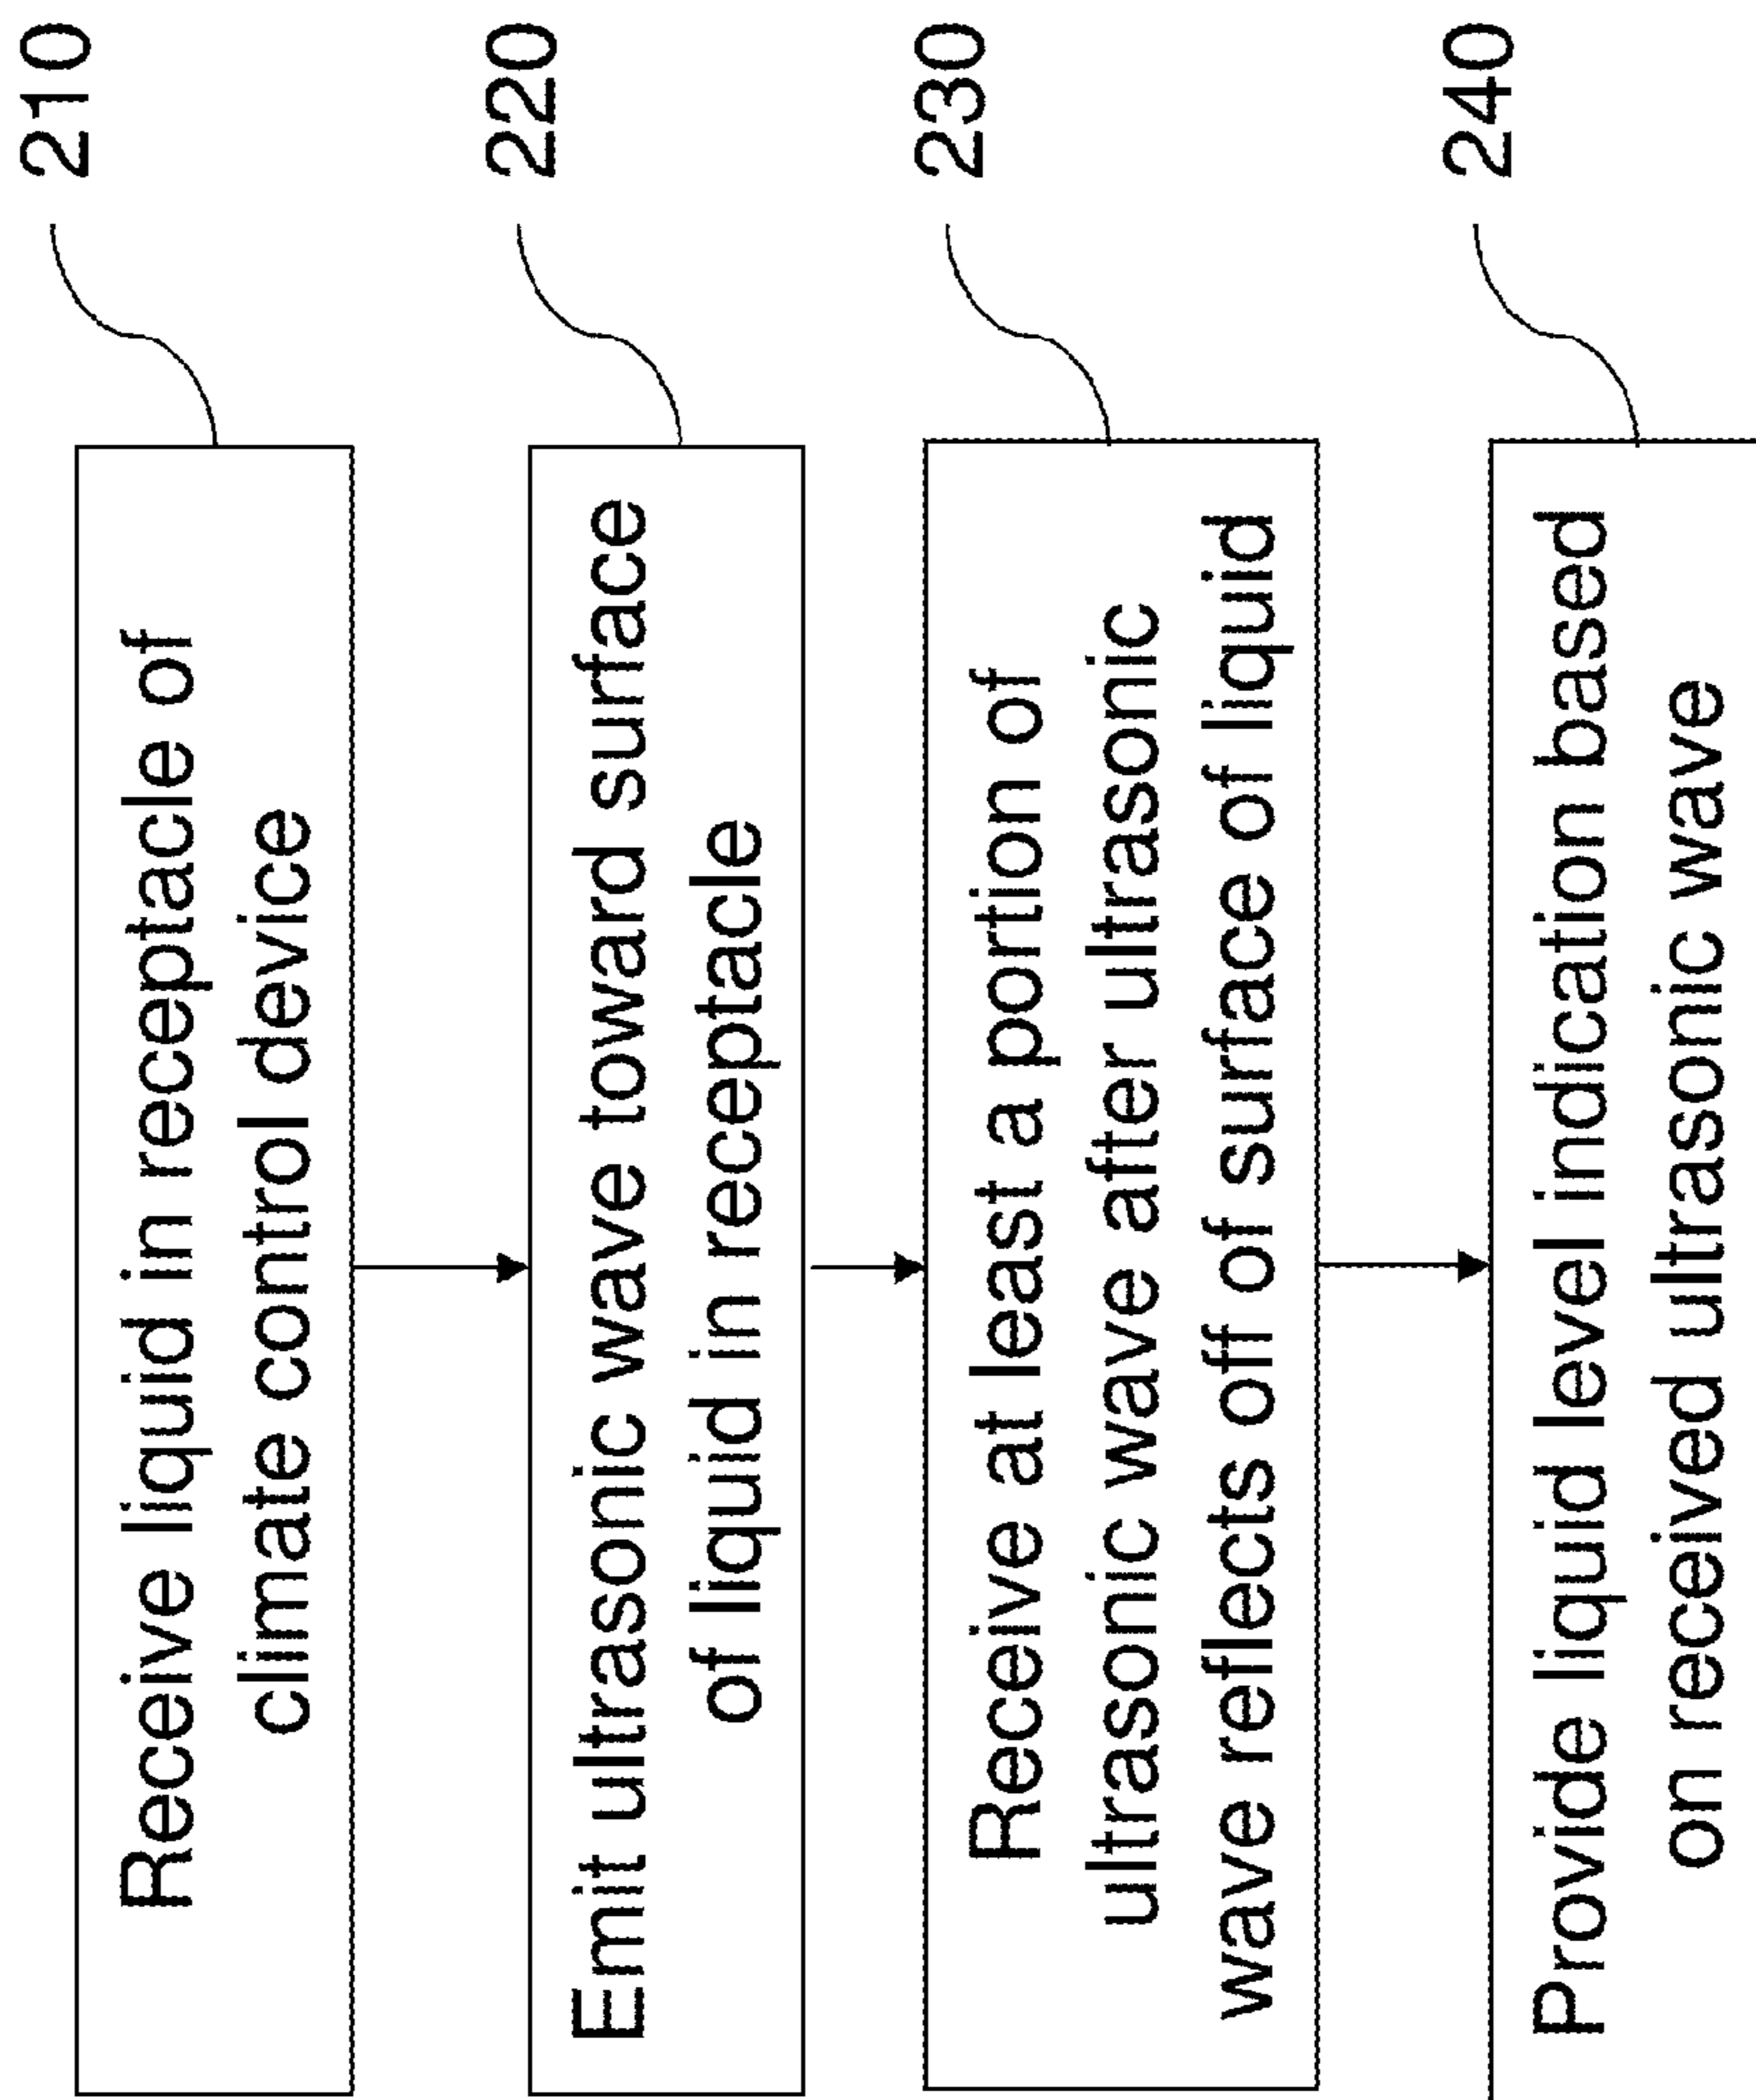 Receive liquid in receptacle of
climate control device
210
Emit ultrasonic wave toward surface
of liquid in receptacle
220
Receive at least a portion of
ultrasonic wave after ultrasonic
wave reflects off of surface of liquid
230
Provide liquid level indication based
on received ultrasonic wave
240